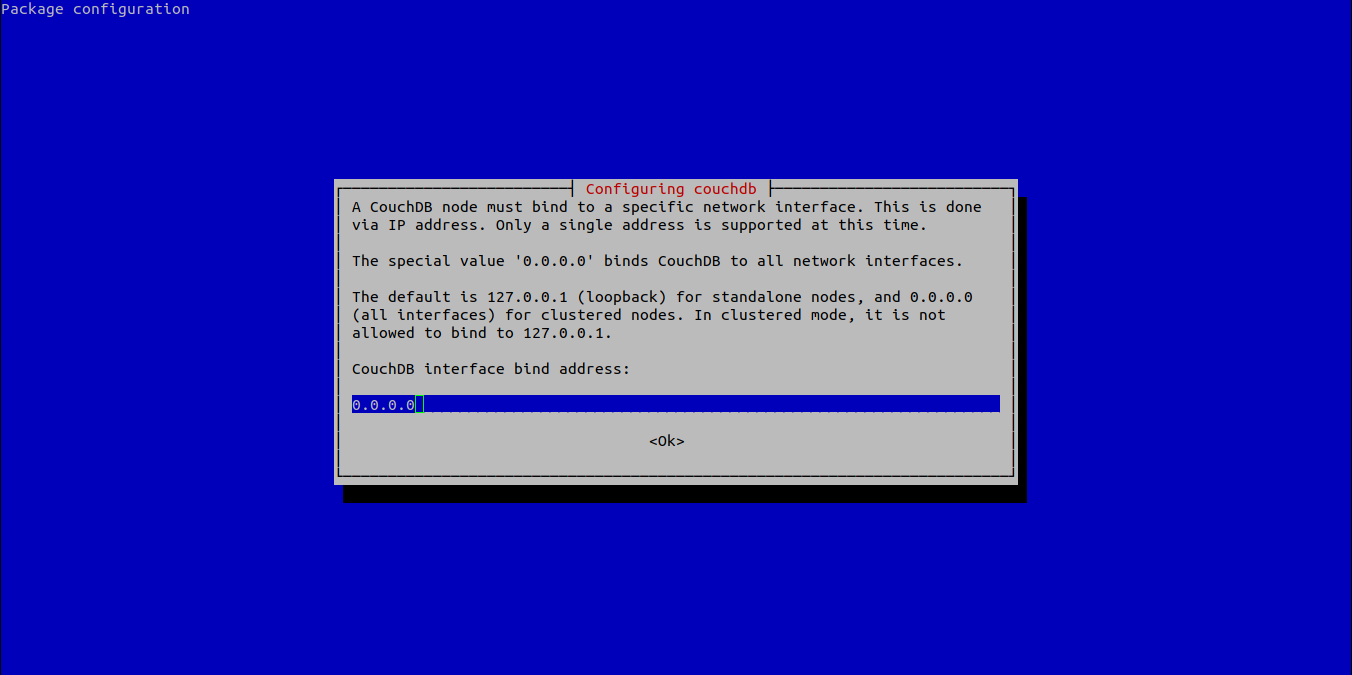 Package configuration
Configuring couchdb
A CouchDB node must bind to a specific network interface. This is done
via IP address. Only a single address is supported at this time.
The special value '0.0.0.0' binds CouchDB to all network interfaces.
The default is 127.0.0.1 (loopback) for standalone nodes, and 0.0.0.0
(all interfaces) for clustered nodes. In clustered mode, it is not
allowed to bind to 127.0.0.1.
CouchDB interface bind address:
0.0.0.0
<Ok>